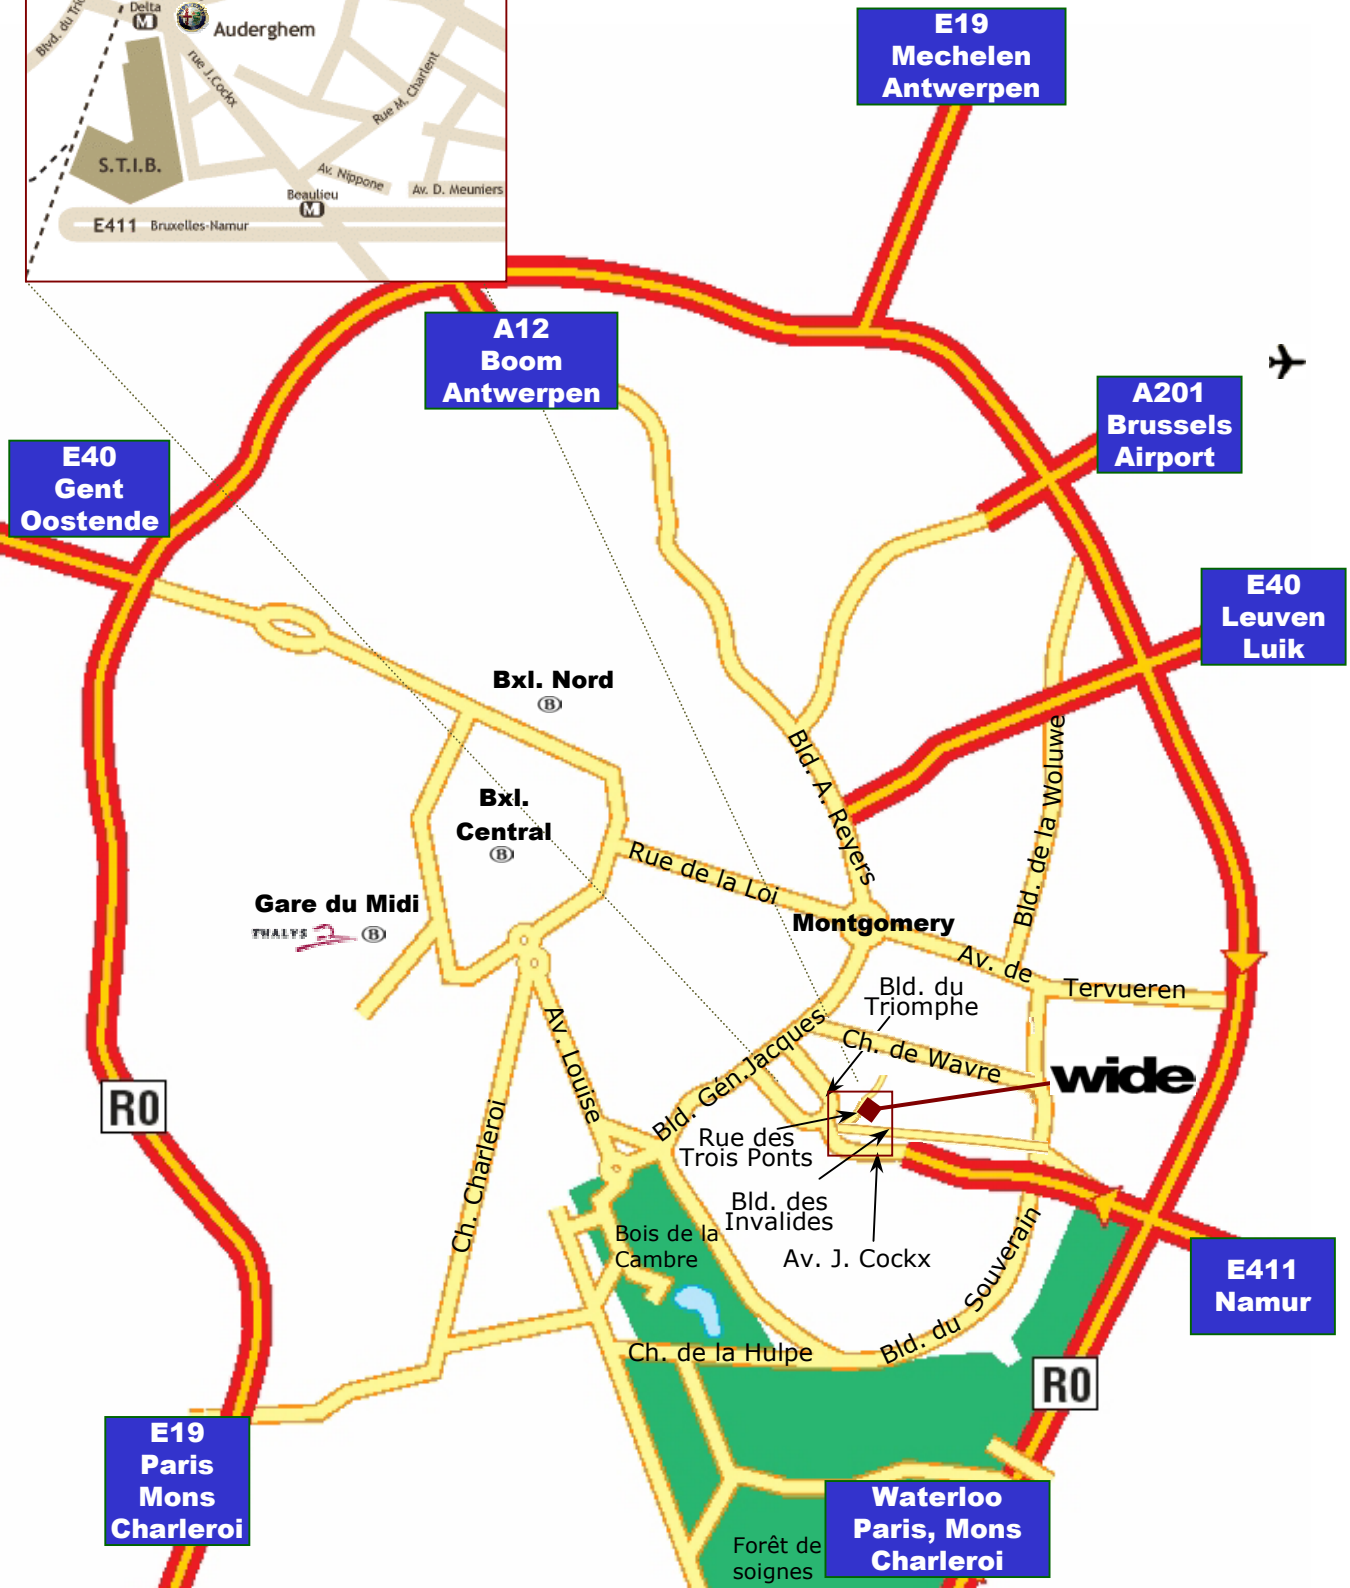 Delta
M
Blvd. du Trio
Auderghem
rue J.Cockx
Rue M. Charlent
S.T.I.B.
Av. Nippone
Av. D. Meuniers
Beaulieu
M
E411 Bruxelles-Namur
E19
Mechelen
Antwerpen
A12
Boom
Antwerpen
A201
Brussels
Airport
E40
Gent
Oostende
E40
Leuven
Luik
Bxl. Nord
B
Bld. A. Reyers
Bld. de la Woluwe
Bxl.
Central
B
Rue de la Loi
Gare du Midi
THALYS B
Montgomery
Av. de Tervueren
Bld. du
Triomphe
Av. Louise
Bld. Gén.Jacques
Ch. de Wavre
wide
R0
Ch. Charleroi
Rue des
Trois Ponts
Bld. des
Invalides
Av. J. Cockx
Bois de la
Cambre
Bld. du Souverain
E411
Namur
Ch. de la Hulpe
R0
E19
Paris
Mons
Charleroi
Waterloo
Paris, Mons
Charleroi
Forêt de
soignes